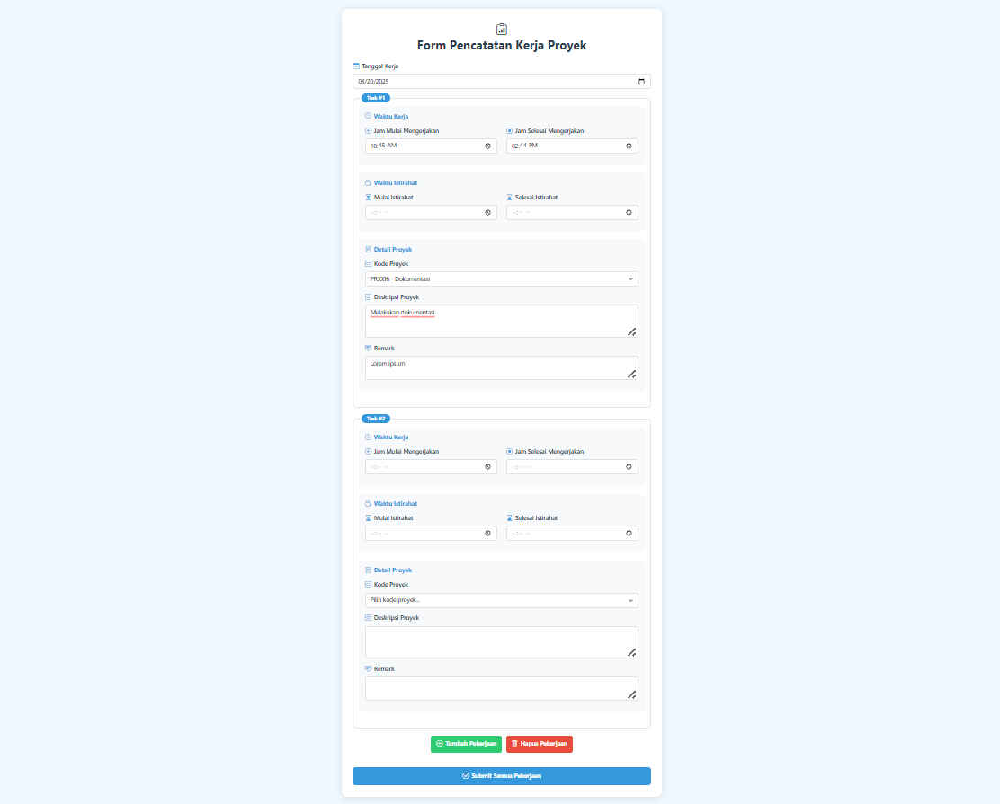 Form Pencatatan Kerja Proyek
Tanggal Kerja
03/20/2025
Task #1
Waktu Kerja
Jam Mulai Mengerjakan Jam Selesai Mengerjakan
10:45 AM 02:44 PM
Waktu Istirahat
Mulai Istirahat Selesai Istirahat
--:-- -- --:-- --
Detail Proyek
Kode Proyek
PRJ006 - Dokumentasi
Deskripsi Proyek
Melakukan dokumentasi.
Remark
Lorem ipsum
Task #2
Waktu Kerja
Jam Mulai Mengerjakan Jam Selesai Mengerjakan
--:-- -- --:-- --
Waktu Istirahat
Mulai Istirahat Selesai Istirahat
--:-- -- --:-- --
Detail Proyek
Kode Proyek
Pilih kode proyek...
Deskripsi Proyek
Remark
Tambah Pekerjaan Hapus Pekerjaan
Submit Semua Pekerjaan